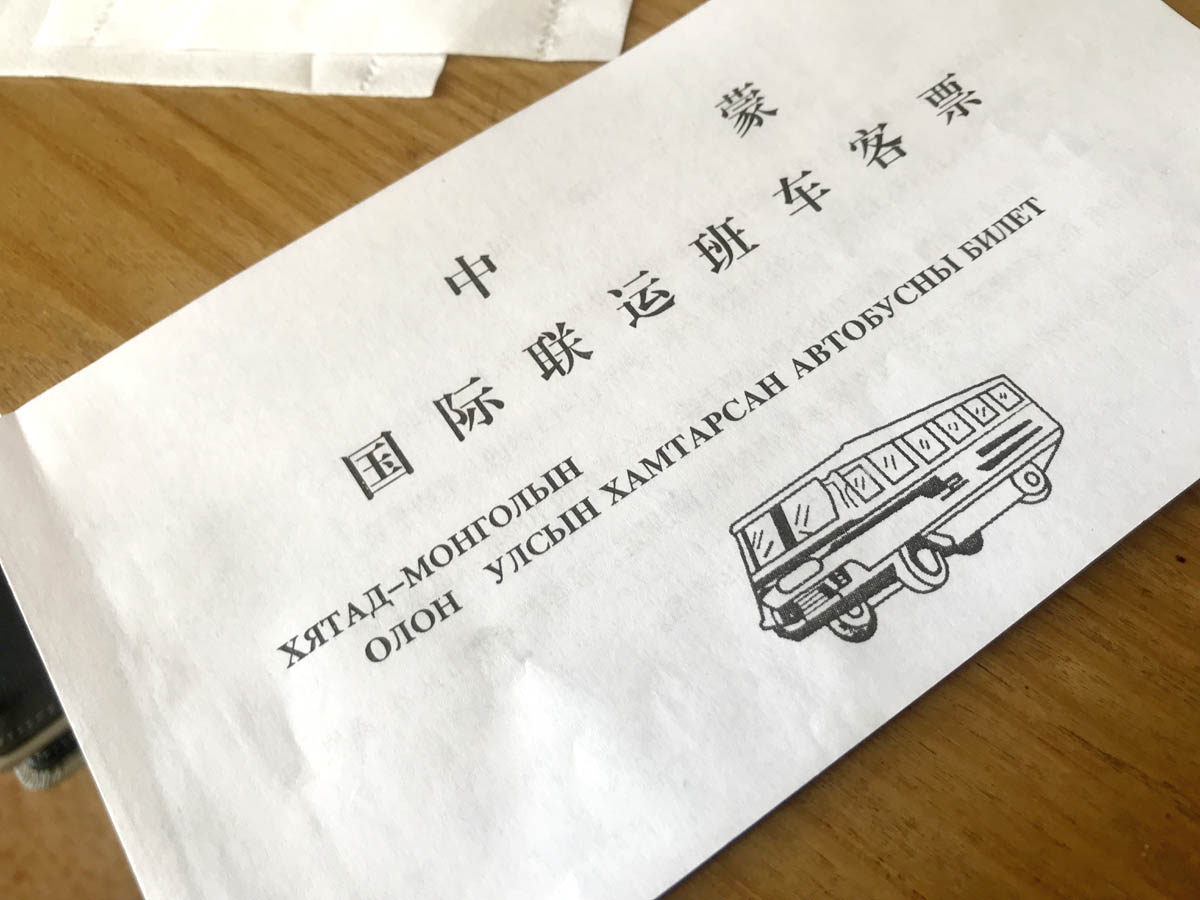 中 蒙
国际联运班车客票
ХЯТАД–МОНГОЛЫН
ОЛОН УЛСЫН ХАМТАРСАН АВТОБУСНЫ БИЛЕТ